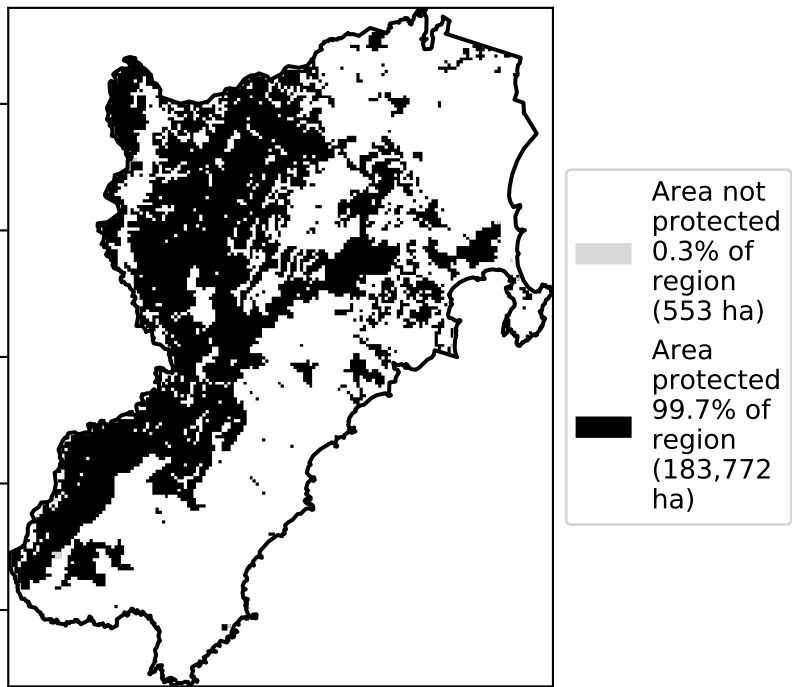 Area not
protected
0.3% of
region
(553 ha)
Area
protected
99.7% of
region
(183,772
ha)